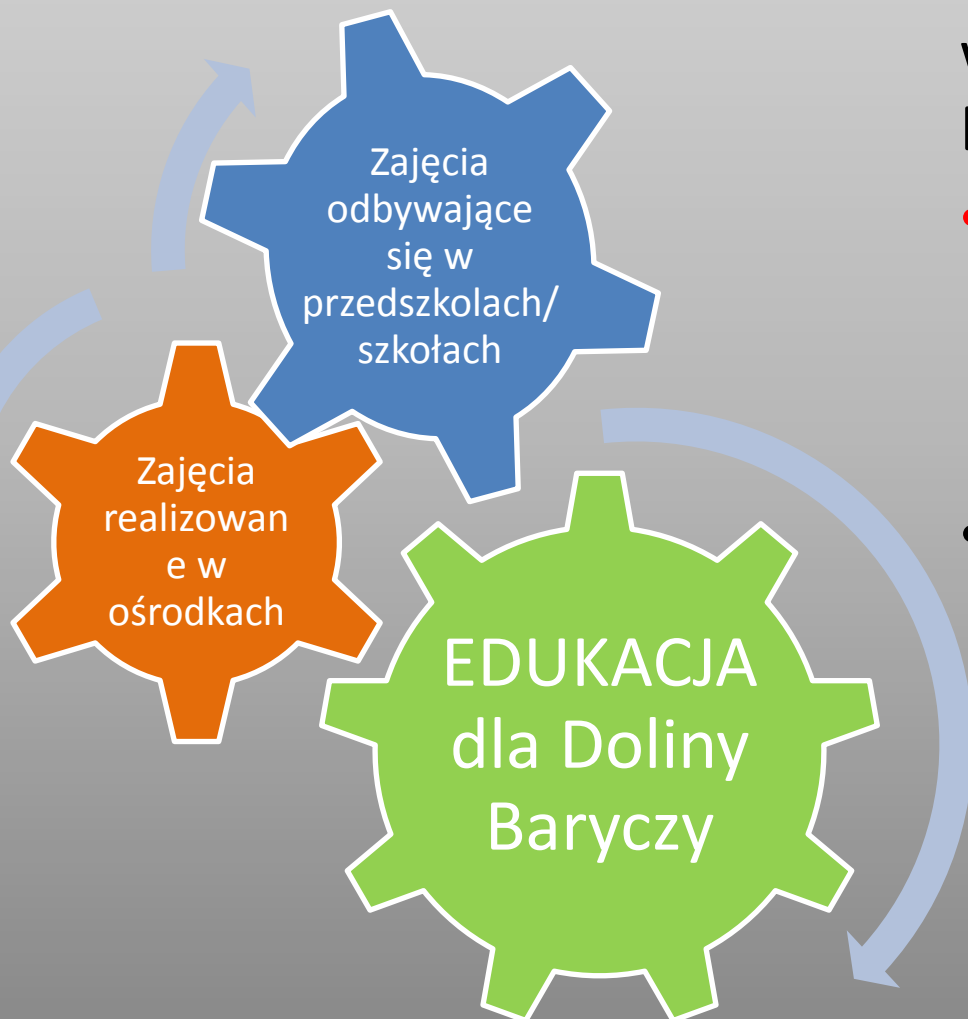 Zajęcia
odbywające
się w
przedszkolach/
szkołach
Zajęcia
realizowan
e w
ośrodkach
EDUKACJA
dla Doliny
Baryczy